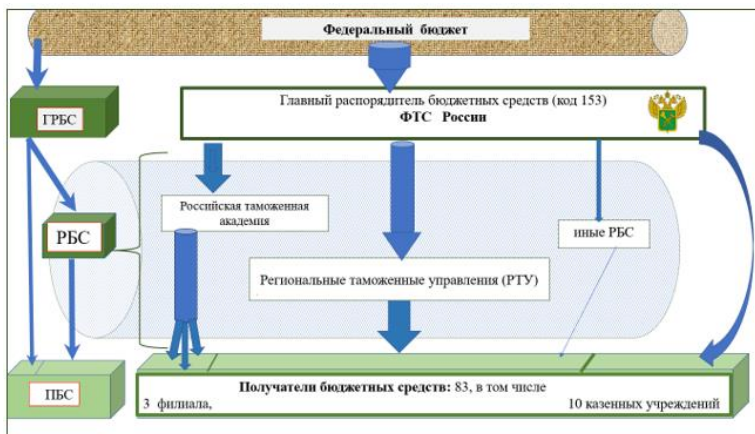 Федеральный бюджет
ГРБС
Главный распорядитель бюджетных средств (код 153)
ФТС России
РБС
Российская таможенная
академия
иные РБС
Региональные таможенные управления (РТУ)
ПБС
Получатели бюджетных средств: 83, в том числе
3 филиала, 10 казенных учреждений